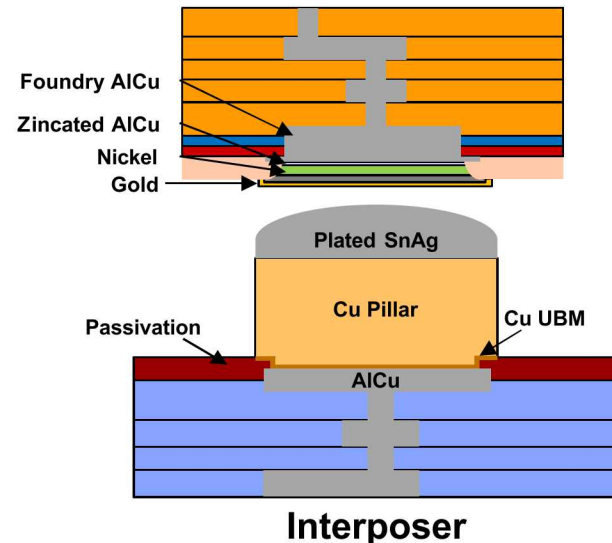 Foundry AlCu
Zincated AlCu
Nickel
Gold
Plated SnAg
Cu Pillar
Passivation
Cu UBM
AlCu
Interposer